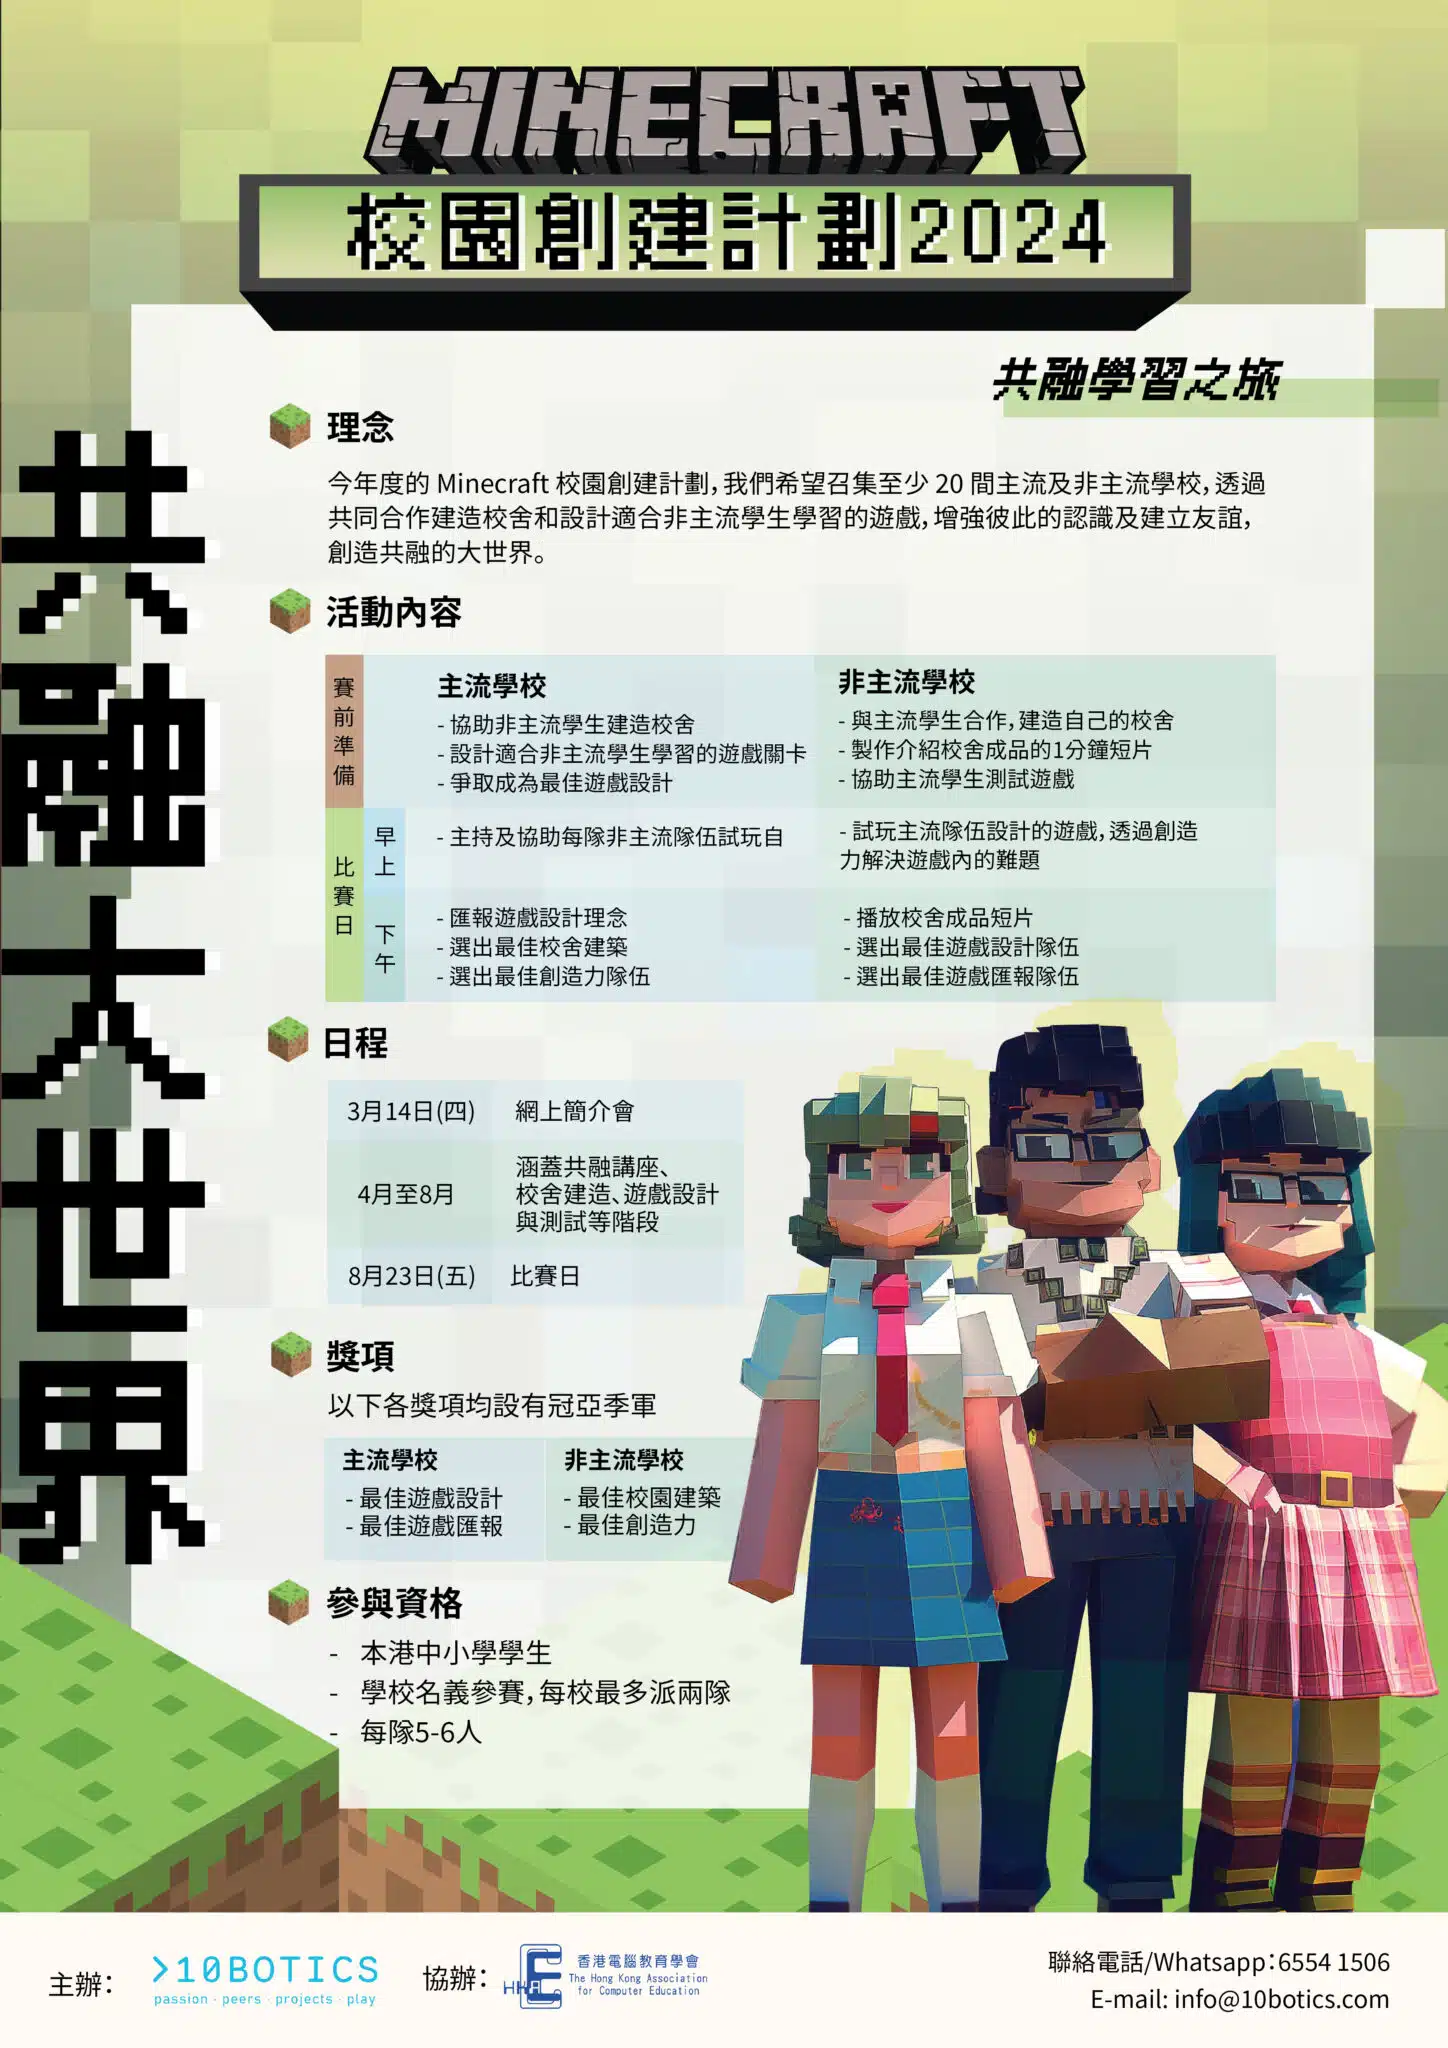 MINECRAFT
校園創建計劃2024
共融學習之旅
共融大世界
理念
今年度的 Minecraft 校園創建計劃，我們希望召集至少 20 間主流及非主流學校，透過
共同合作建造校舍和設計適合非主流學生學習的遊戲，增強彼此的認識及建立友誼，
創造共融的大世界。
活動內容
賽前準備
主流學校
- 協助非主流學生建造校舍
- 設計適合非主流學生學習的遊戲關卡
- 爭取成為最佳遊戲設計
非主流學校
- 與主流學生合作，建造自己的校舍
- 製作介紹校舍成品的1分鐘短片
- 協助主流學生測試遊戲
比賽日
早上
- 主持及協助每隊非主流隊伍試玩自
- 試玩主流隊伍設計的遊戲，透過創造
力解決遊戲內的難題
下午
- 匯報遊戲設計理念
- 選出最佳校舍建築
- 選出最佳創造力隊伍
- 播放校舍成品短片
- 選出最佳遊戲設計隊伍
- 選出最佳遊戲匯報隊伍
日程
3月14日(四) 網上簡介會
4月至8月
涵蓋共融講座、
校舍建造、遊戲設計
與測試等階段
8月23日(五) 比賽日
獎項
以下各獎項均設有冠亞季軍
主流學校
- 最佳遊戲設計
- 最佳遊戲匯報
非主流學校
- 最佳校園建築
- 最佳創造力
參與資格
- 本港中小學學生
- 學校名義參賽，每校最多派兩隊
- 每隊5-6人
主辦：
>10BOTICS
passion · peers · projects · play
協辦：
HKACE
香港電腦教育學會
The Hong Kong Association
for Computer Education
聯絡電話/Whatsapp：6554 1506
E-mail: info@10botics.com